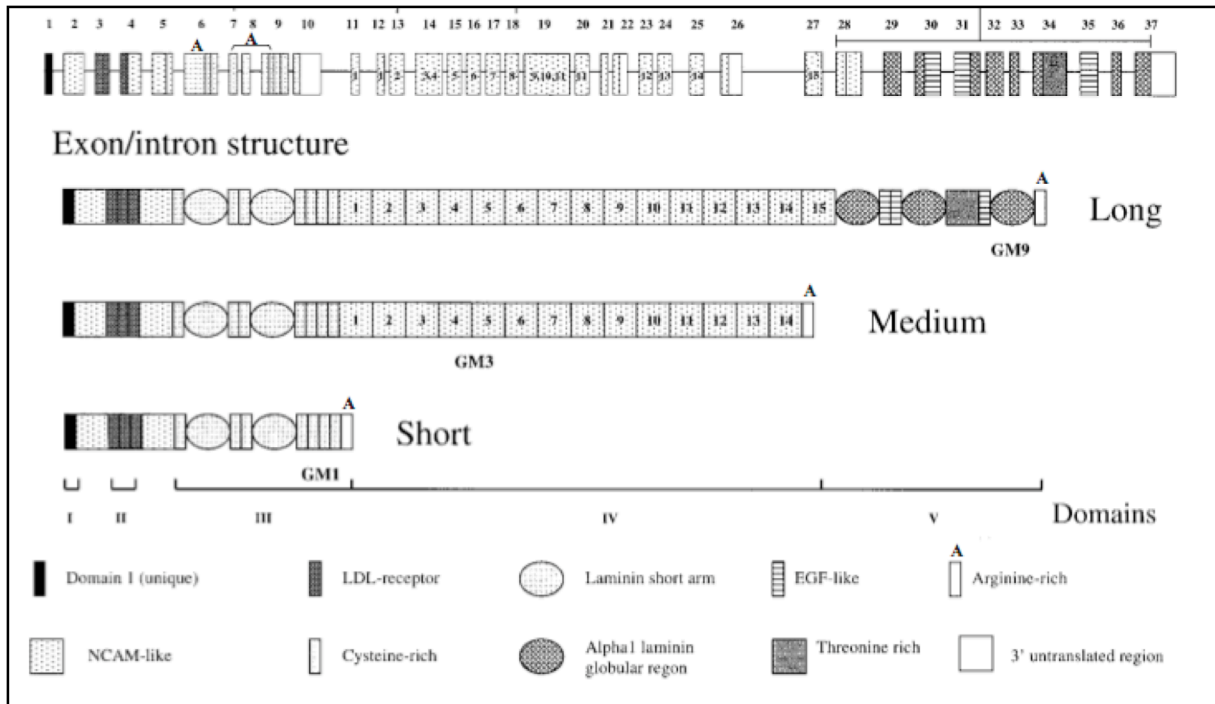 1 2 3 4 5 6 7 8 9 10 11 12 13 14 15 16 17 18 19 20 21 22 23 24 25 26 27 28 29 30 31 32 33 34 35 36 37
A A
1 1 2 3,4 5 6 7 8 9,10,11 11 12 13 14 15
Exon/intron structure
A
1 2 3 4 5 6 7 8 9 10 11 12 13 14 15
Long
GM9
A
1 2 3 4 5 6 7 8 9 10 11 12 13 14
Medium
GM3
A
Short
GM1
I II III IV V Domains
A
Domain 1 (unique) LDL-receptor Laminin short arm EGF-like Arginine-rich
NCAM-like Cysteine-rich Alpha1 laminin globular regon Threonine rich 3' untranslated region